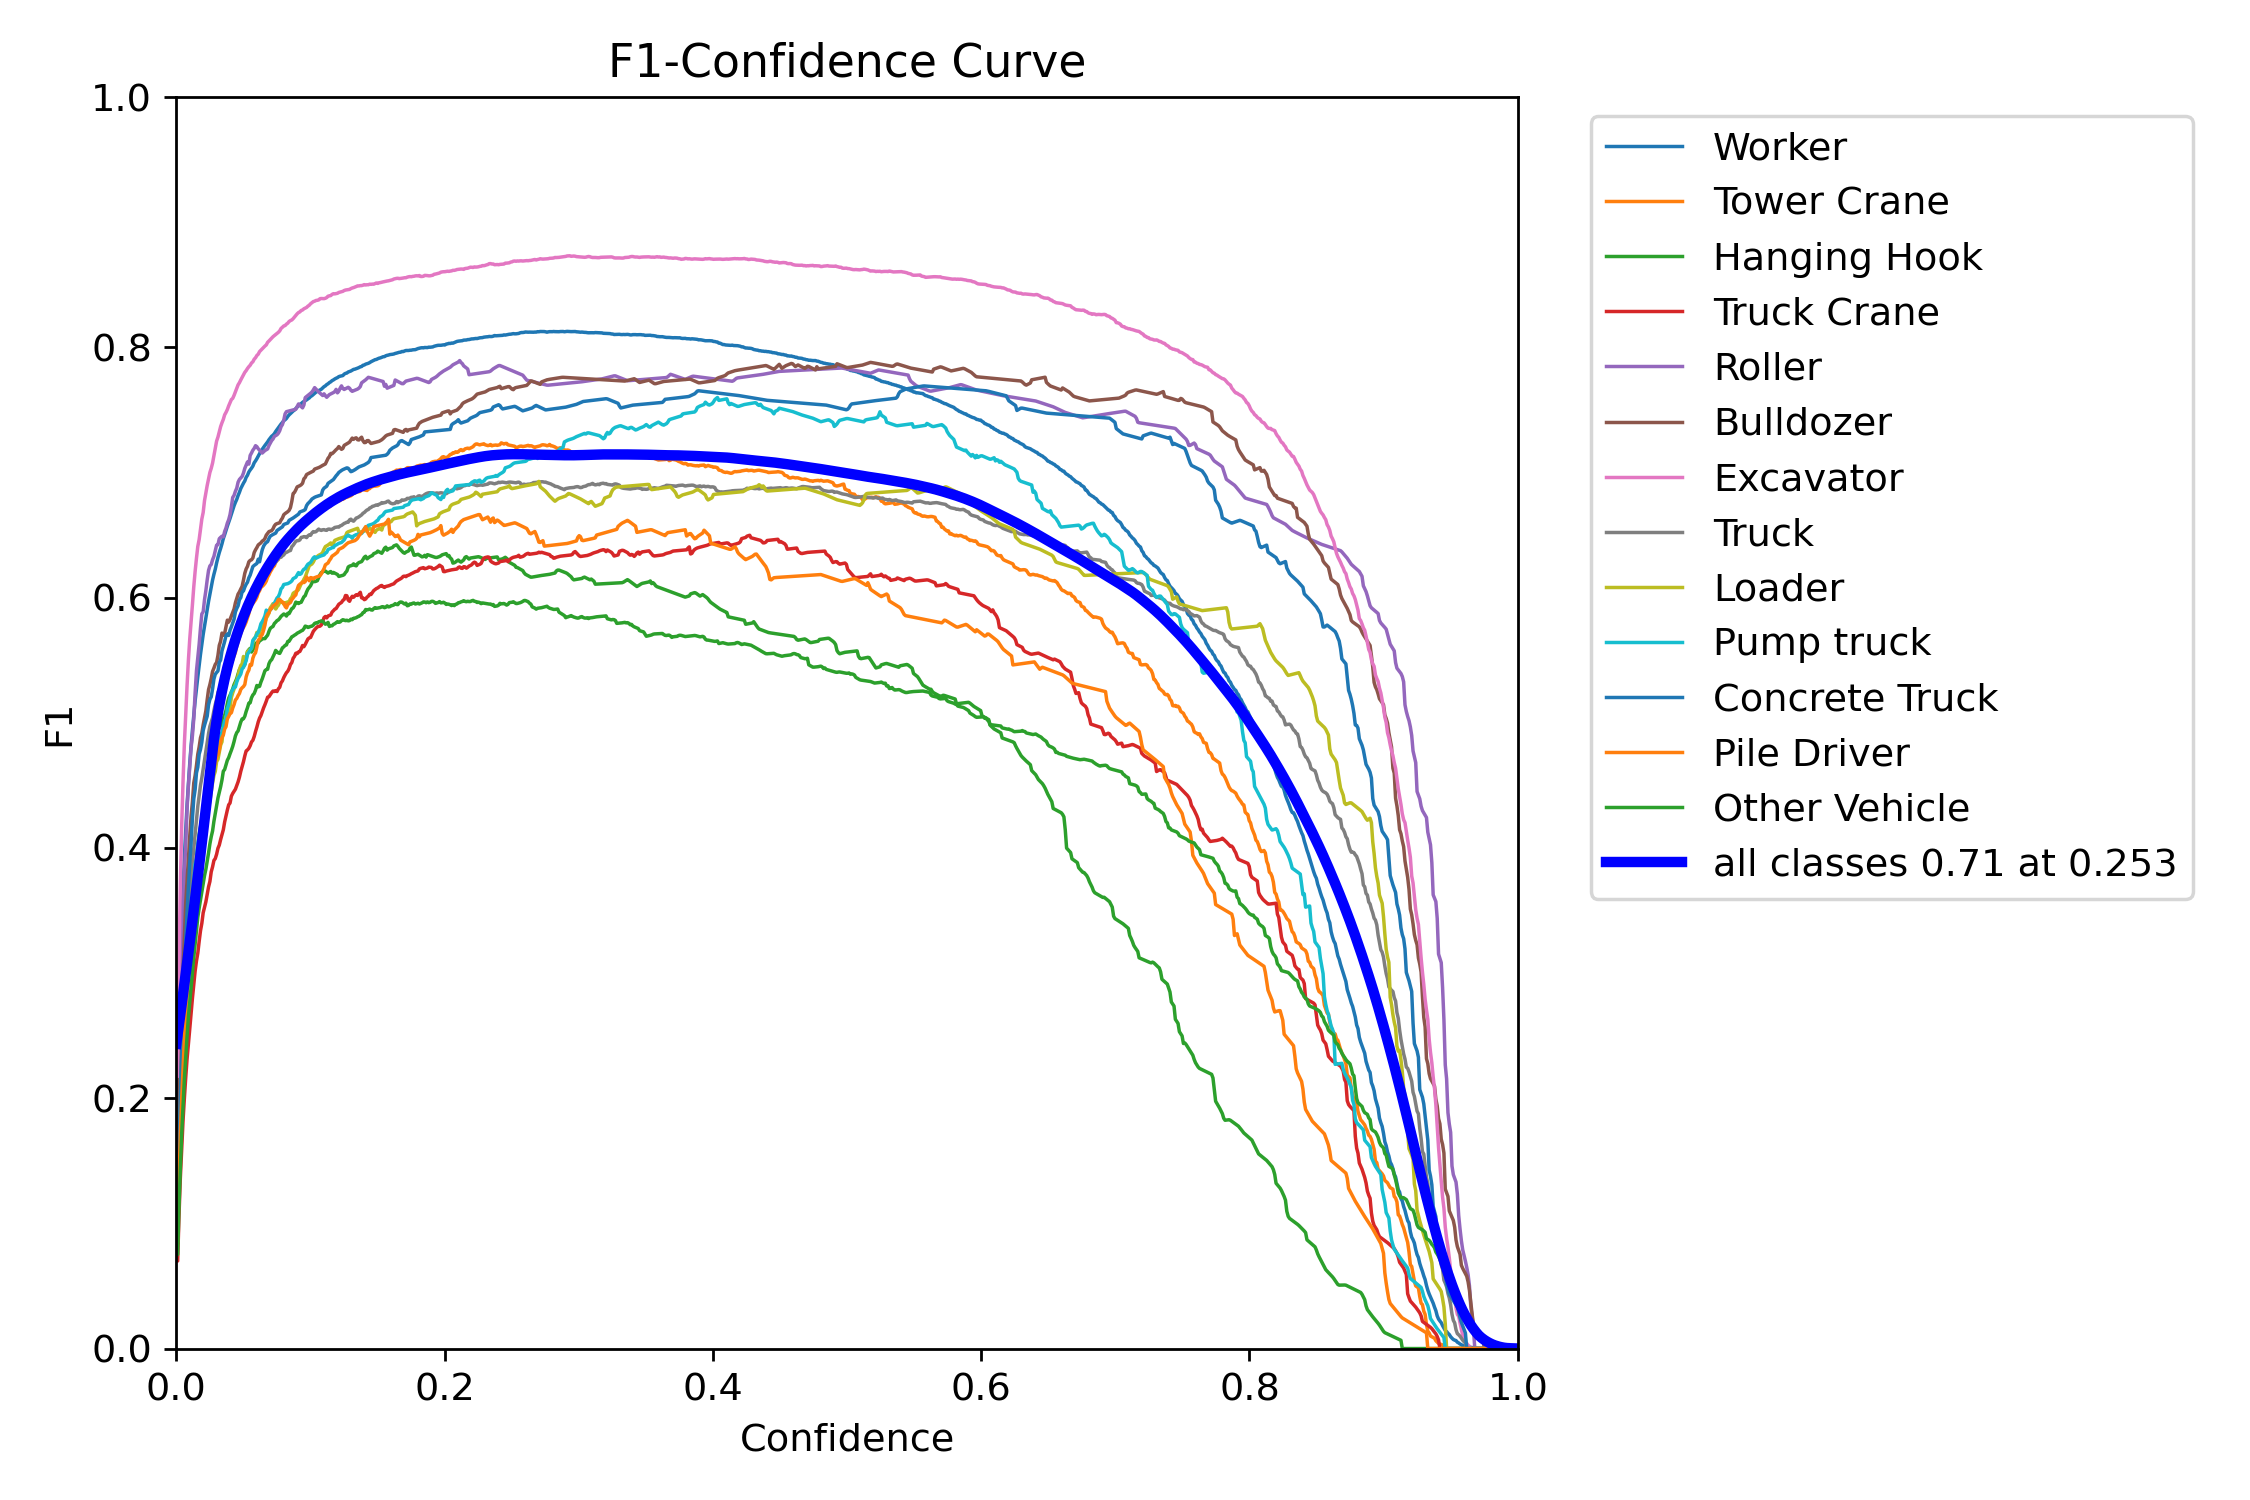 F1-Confidence Curve
1.0
0.8
0.6
0.4
0.2
0.0
F1
0.0 0.2 0.4 0.6 0.8 1.0
Confidence
Worker
Tower Crane
Hanging Hook
Truck Crane
Roller
Bulldozer
Excavator
Truck
Loader
Pump truck
Concrete Truck
Pile Driver
Other Vehicle
all classes 0.71 at 0.253